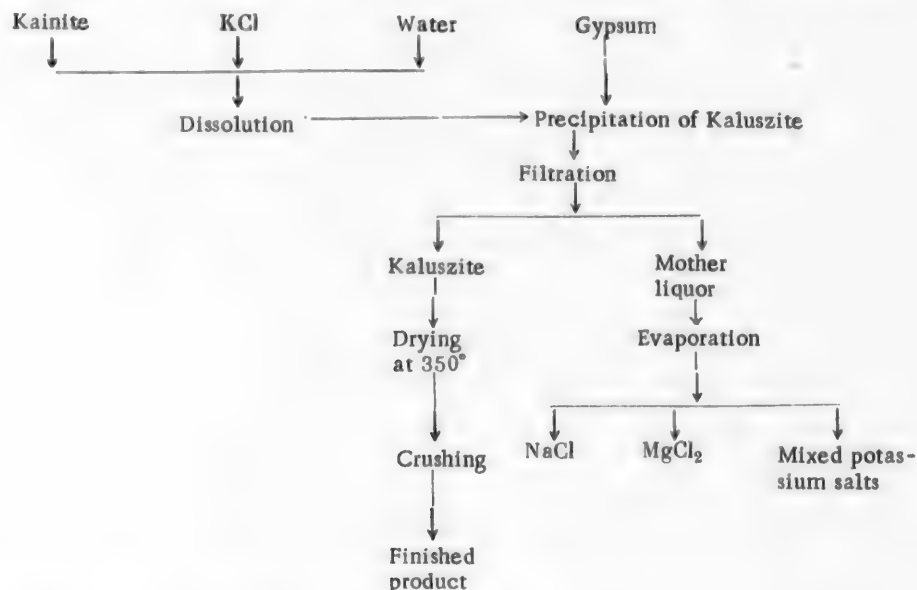 Kainite
KCl
Water
Gypsum
Dissolution
Precipitation of Kaluszite
Filtration
Kaluszite
Mother
liquor
Drying
at 350°
Evaporation
Crushing
NaCl
MgCl₂
Mixed potas-
sium salts
Finished
product